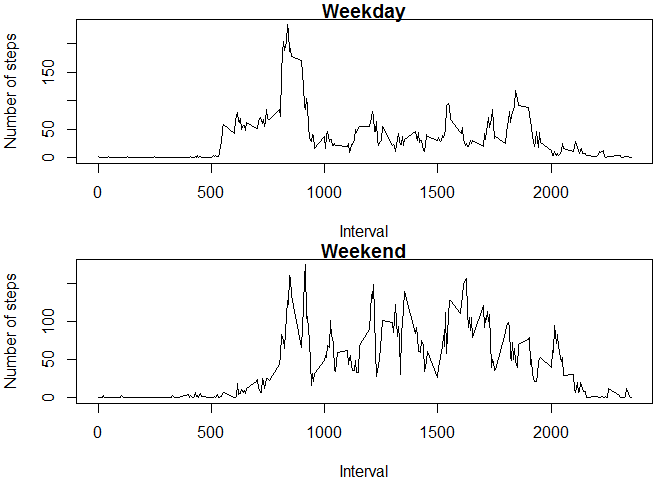 Weekday
Number of steps
150
50
0
0 500 1000 1500 2000
Interval
Weekend
Number of steps
100
50
0
0 500 1000 1500 2000
Interval